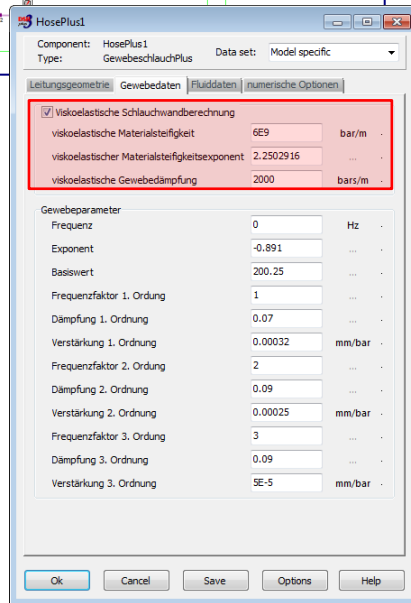 HosePlus1
Component: HosePlus1
Type: GewebeschlauchPlus
Data set: Model specific
Leitungsgeometrie Gewebedaten Fluiddaten numerische Optionen
Viskoelastische Schlauchwandberechnung
viskoelastische Materialsteifigkeit 6E9 bar/m .
viskoelastischer Materialsteifigkeitsexponent 2.2502916 ... .
viskoelastische Gewebedämpfung 2000 bars/m .
Gewebeparameter
Frequenz 0 Hz .
Exponent -0.891 ... .
Basiswert 200.25 ... .
Frequenzfaktor 1. Ordung 1 ... .
Dämpfung 1. Ordnung 0.07 ... .
Verstärkung 1. Ordnung 0.00032 mm/bar .
Frequenzfaktor 2. Ordung 2 ... .
Dämpfung 2. Ordnung 0.09 ... .
Verstärkung 2. Ordnung 0.00025 mm/bar .
Frequenzfaktor 3. Ordung 3 ... .
Dämpfung 3. Ordnung 0.09 ... .
Verstärkung 3. Ordnung 5E-5 mm/bar .
Ok Cancel Save Options Help